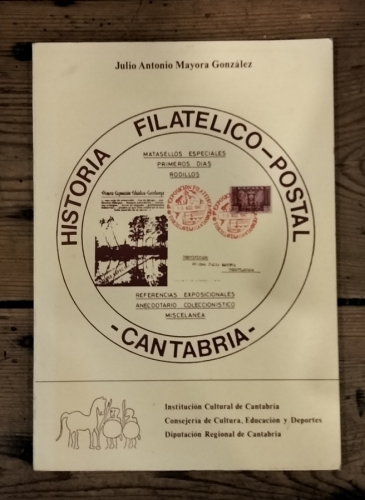 Julio Antonio Mayora González
HISTORIA FILATELICO-POSTAL
MATASELLOS ESPECIALES
PRIMEROS DIAS
RODILLOS
REFERENCIAS EXPOSICIONALES
ANECDOTARIO COLECCIONISTICO
MISCELANEA
-CANTABRIA-
Institución Cultural de Cantabria
Consejería de Cultura, Educación y Deportes
Diputación Regional de Cantabria